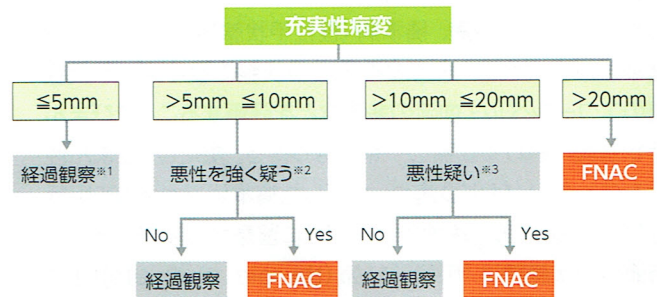 充実性病変
≦5mm
>5mm ≦10mm
>10mm ≦20mm
>20mm
経過観察※1
悪性を強く疑う※2
悪性疑い※3
FNAC
No
Yes
No
Yes
経過観察
FNAC
経過観察
FNAC